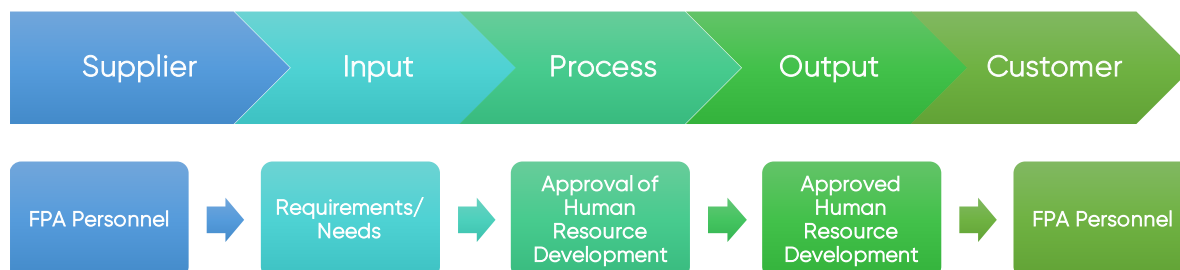 Supplier
Input
Process
Output
Customer
FPA Personnel
Requirements/
Needs
Approval of
Human
Resource
Development
Approved
Human
Resource
Development
FPA Personnel